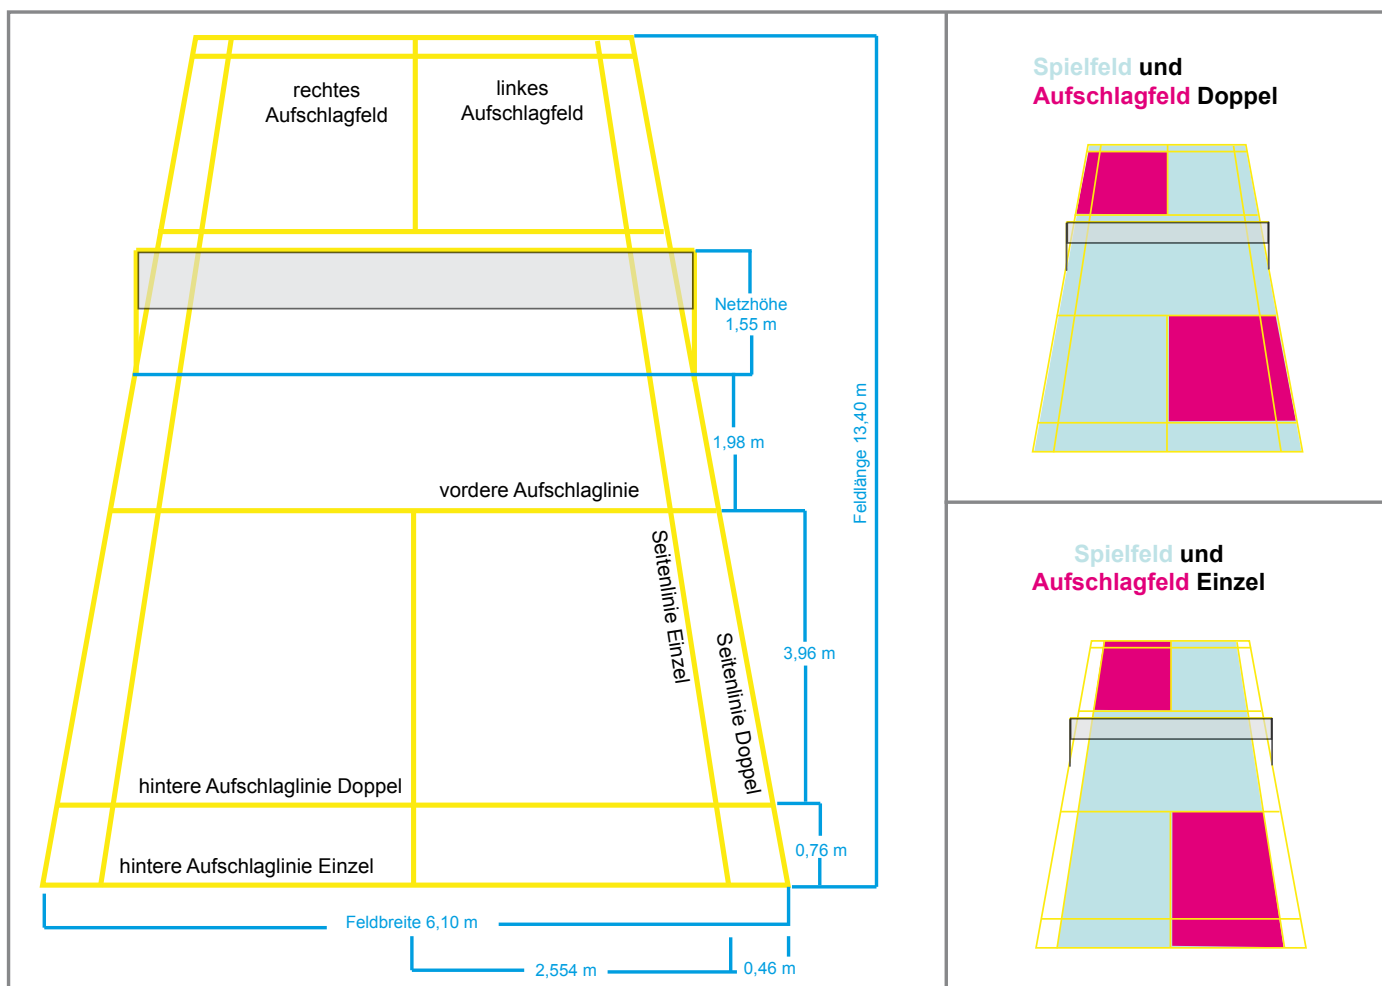 rechtes
Aufschlagfeld
linkes
Aufschlagfeld
Netzhöhe
1,55 m
1,98 m
Feldlänge 13,40 m
vordere Aufschlaglinie
Seitenlinie Einzel
Seitenlinie Doppel
3,96 m
hintere Aufschlaglinie Doppel
0,76 m
hintere Aufschlaglinie Einzel
Feldbreite 6,10 m
2,554 m
0,46 m
Spielfeld und
Aufschlagfeld Doppel
Spielfeld und
Aufschlagfeld Einzel